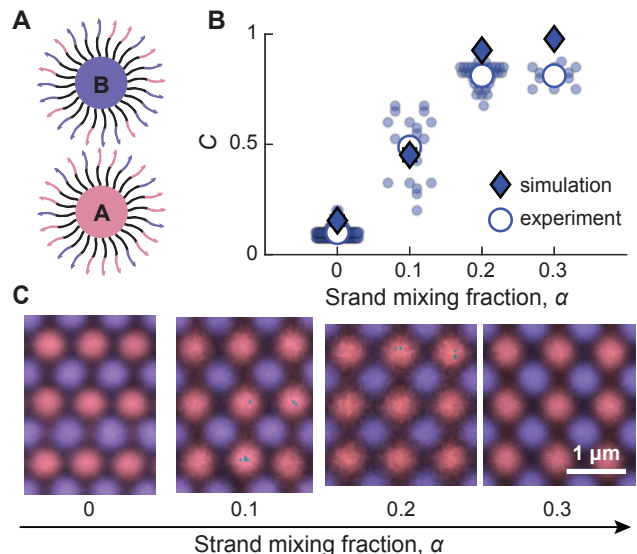 A
B
A
B
C
1
0.5
0
0
0.1
0.2
0.3
simulation
experiment
Srand mixing fraction, α
C
1 μm
0
0.1
0.2
0.3
Strand mixing fraction, α